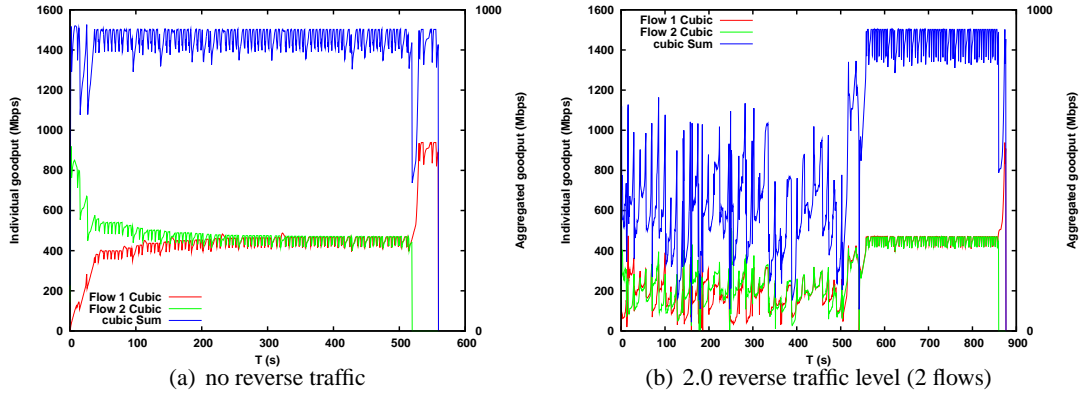 1600
1400
1200
1000
800
600
400
200
0
Individual goodput (Mbps)
1000
0
Aggregated goodput (Mbps)
Flow 1 Cubic
Flow 2 Cubic
cubic Sum
0 100 200 300 400 500 600
T (s)
(a) no reverse traffic
1600
1400
1200
1000
800
600
400
200
0
Individual goodput (Mbps)
1000
0
Aggregated goodput (Mbps)
Flow 1 Cubic
Flow 2 Cubic
cubic Sum
0 100 200 300 400 500 600 700 800 900
T (s)
(b) 2.0 reverse traffic level (2 flows)